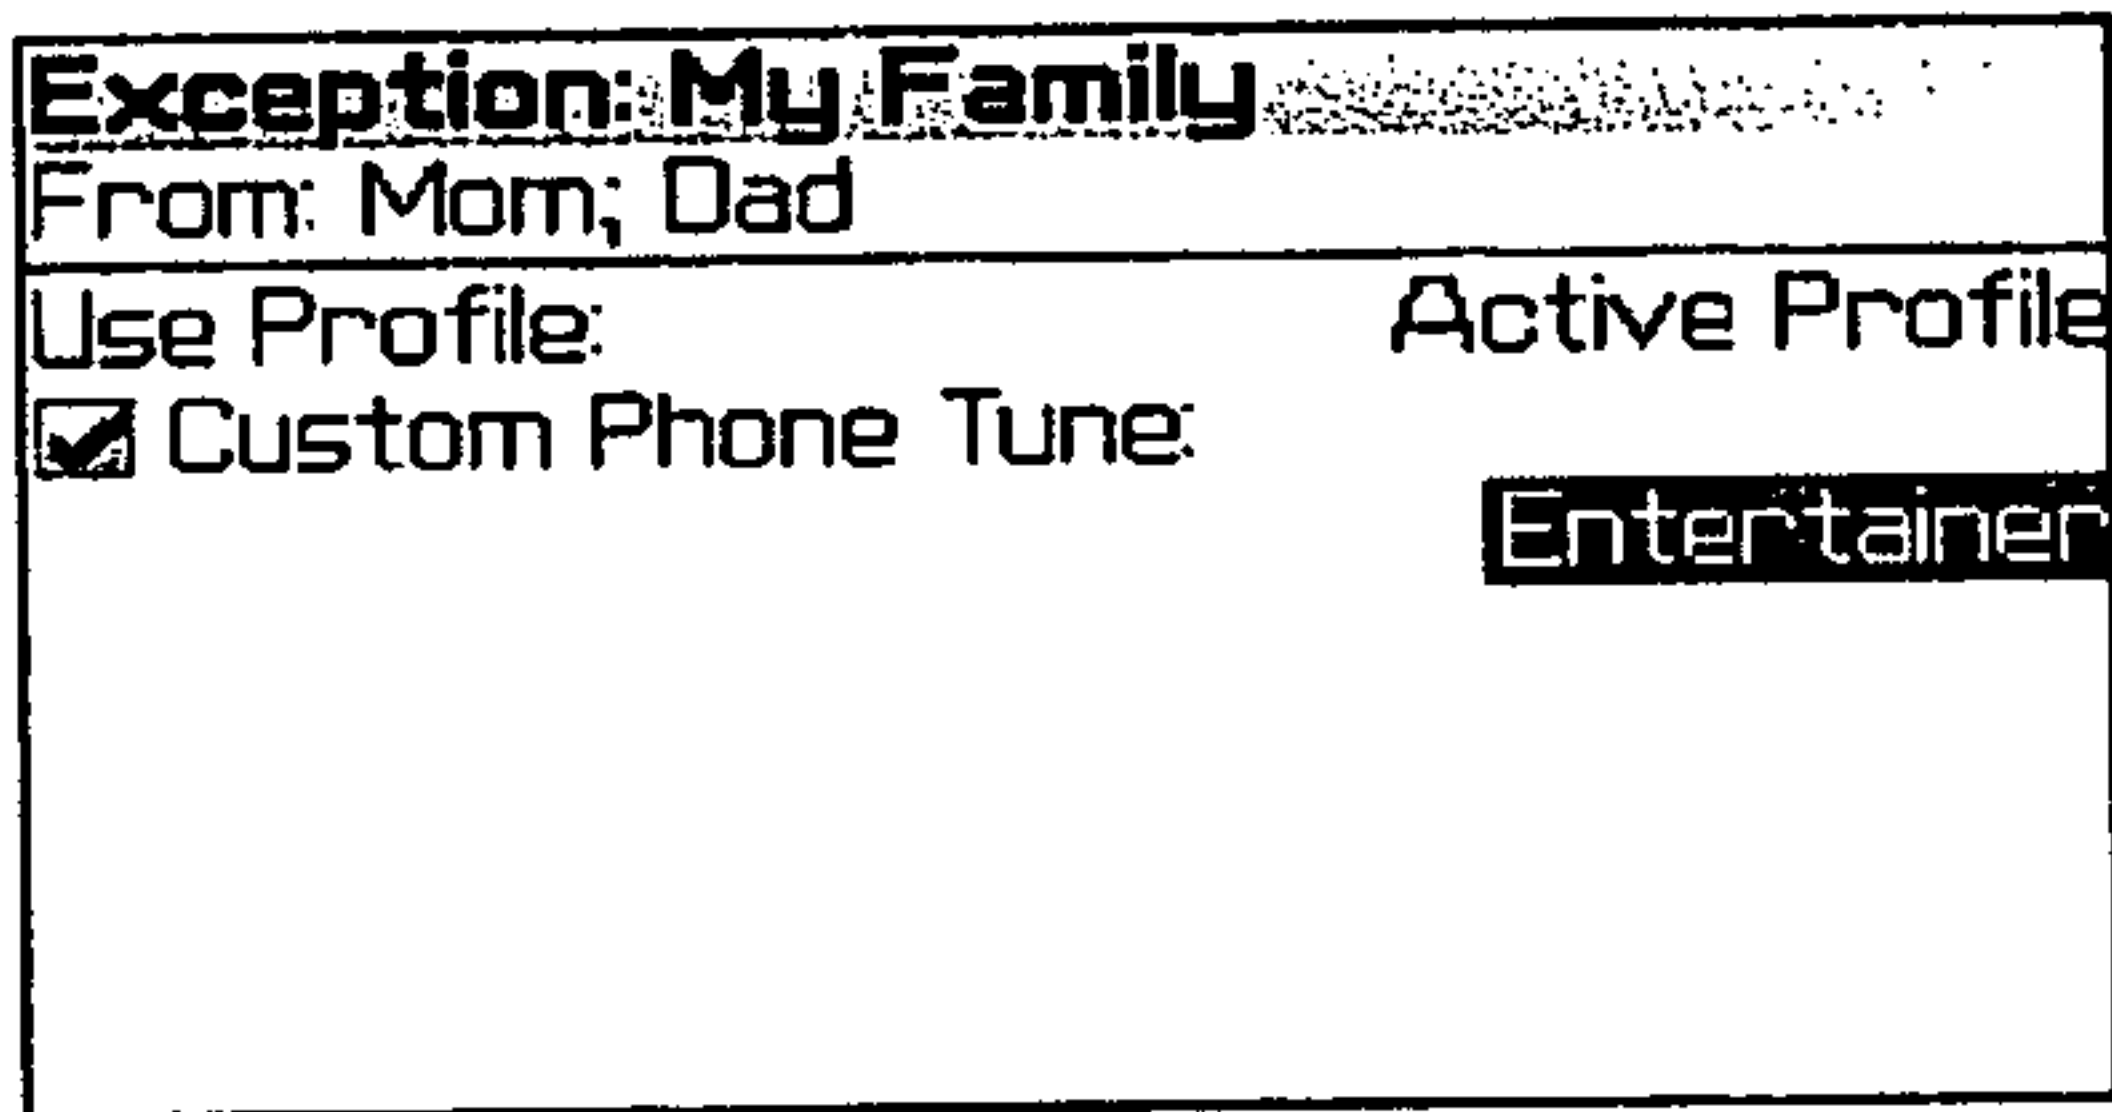 Exception: My Family
From: Mom; Dad
Use Profile: Active Profile
Custom Phone Tune:
Entertainer